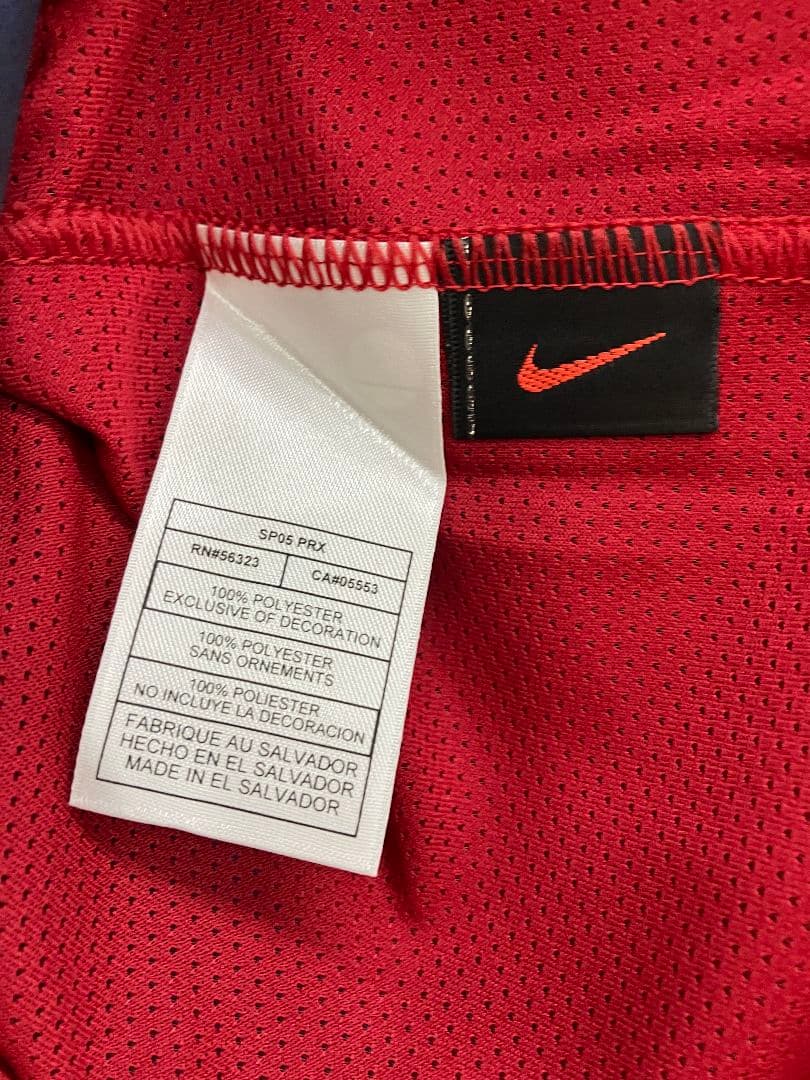 SP05 PRX
RN#56323
CA#05553
100% POLYESTER
EXCLUSIVE OF DECORATION
100% POLYESTER
SANS ORNEMENTS
100% POLIESTER
NO INCLUYE LA DECORACION
FABRIQUE AU SALVADOR
HECHO EN EL SALVADOR
MADE IN EL SALVADOR